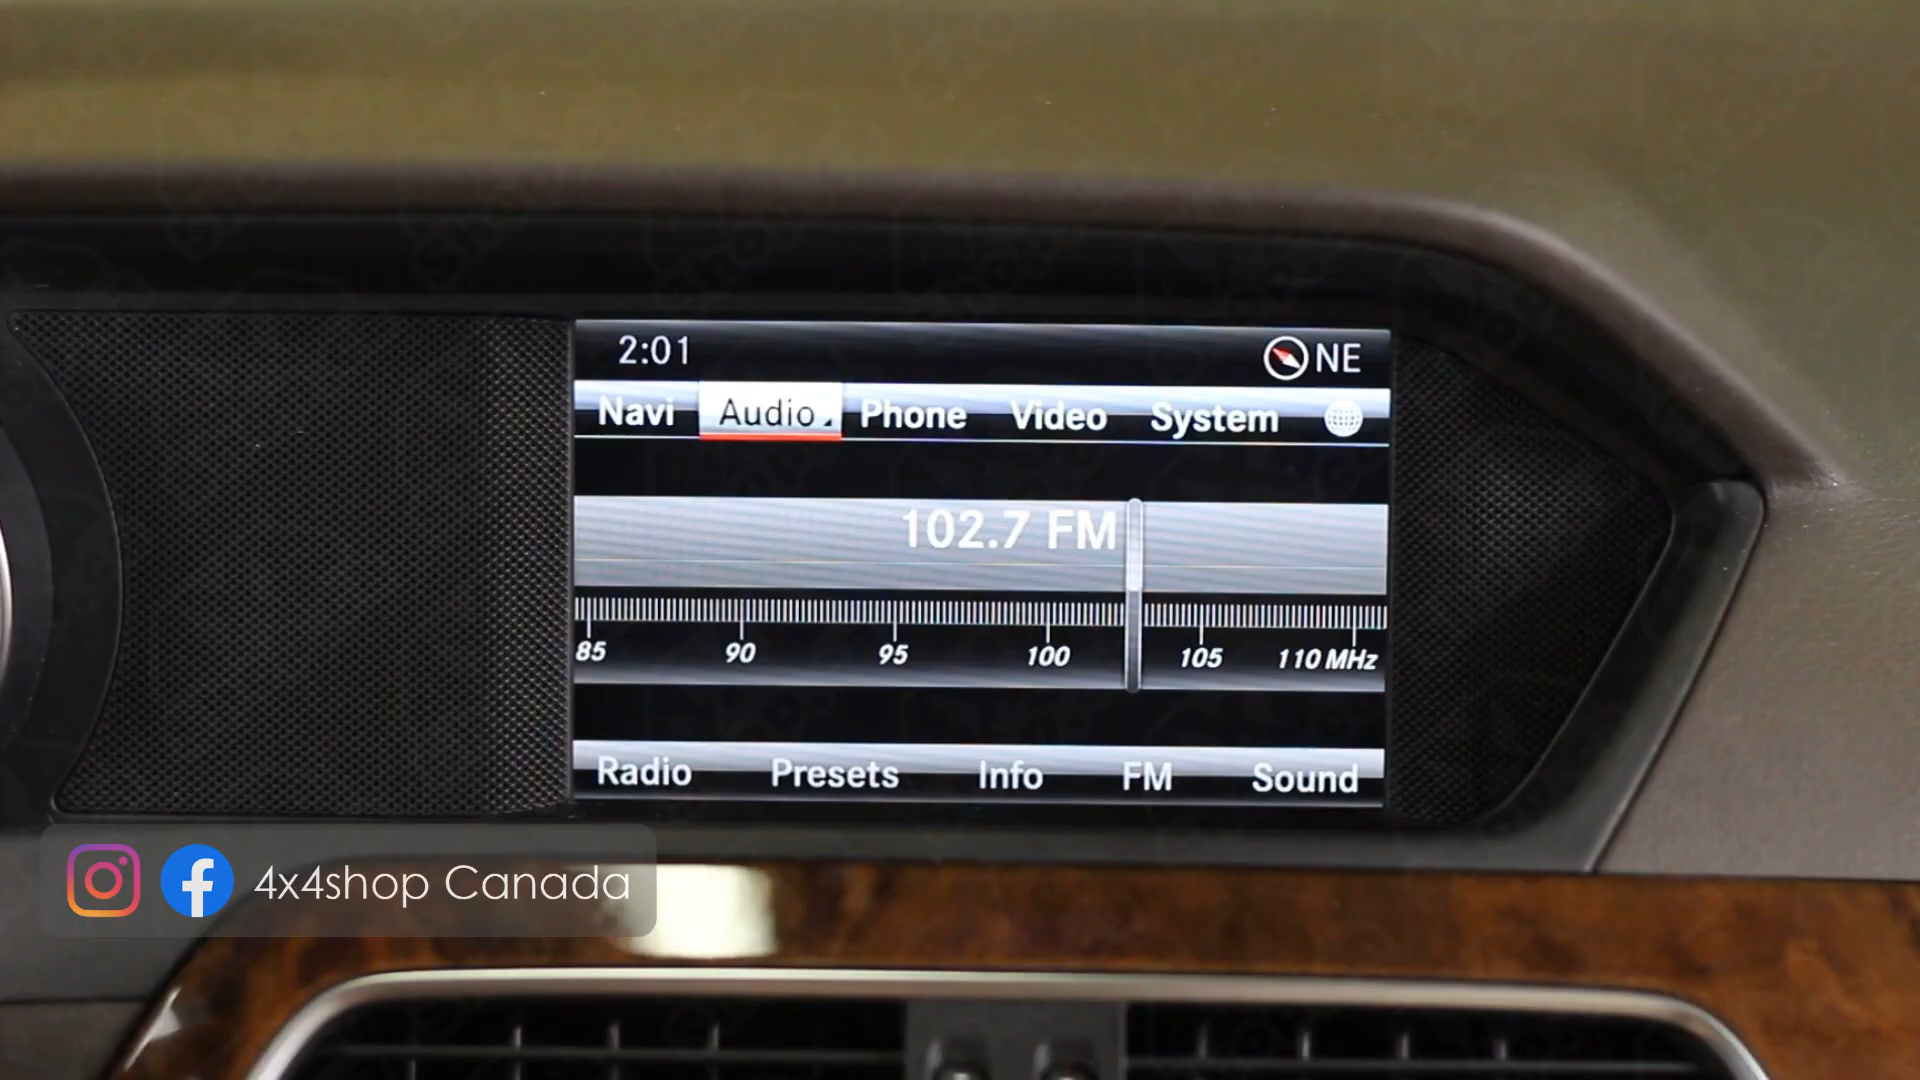 2:01 NE
Navi Audio Phone Video System
102.7 FM
85 90 95 100 105 110 MHz
Radio Presets Info FM Sound
4x4shop Canada